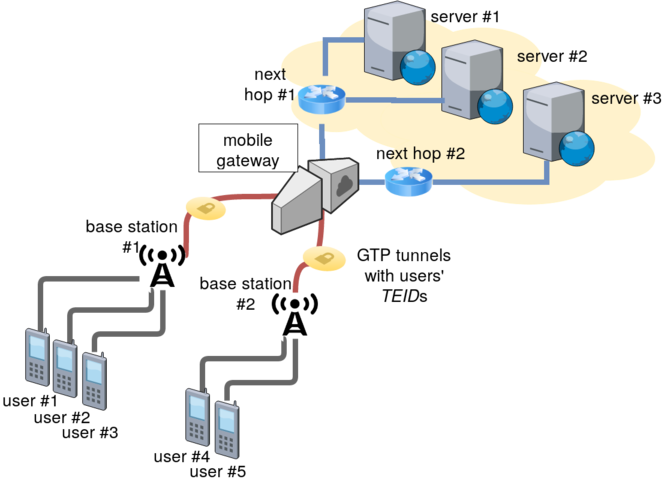 server #1
server #2
server #3
next
hop #1
mobile
gateway
next hop #2
base station
#1
base station
#2
GTP tunnels
with users'
TEIDs
user #1
user #2
user #3
user #4
user #5